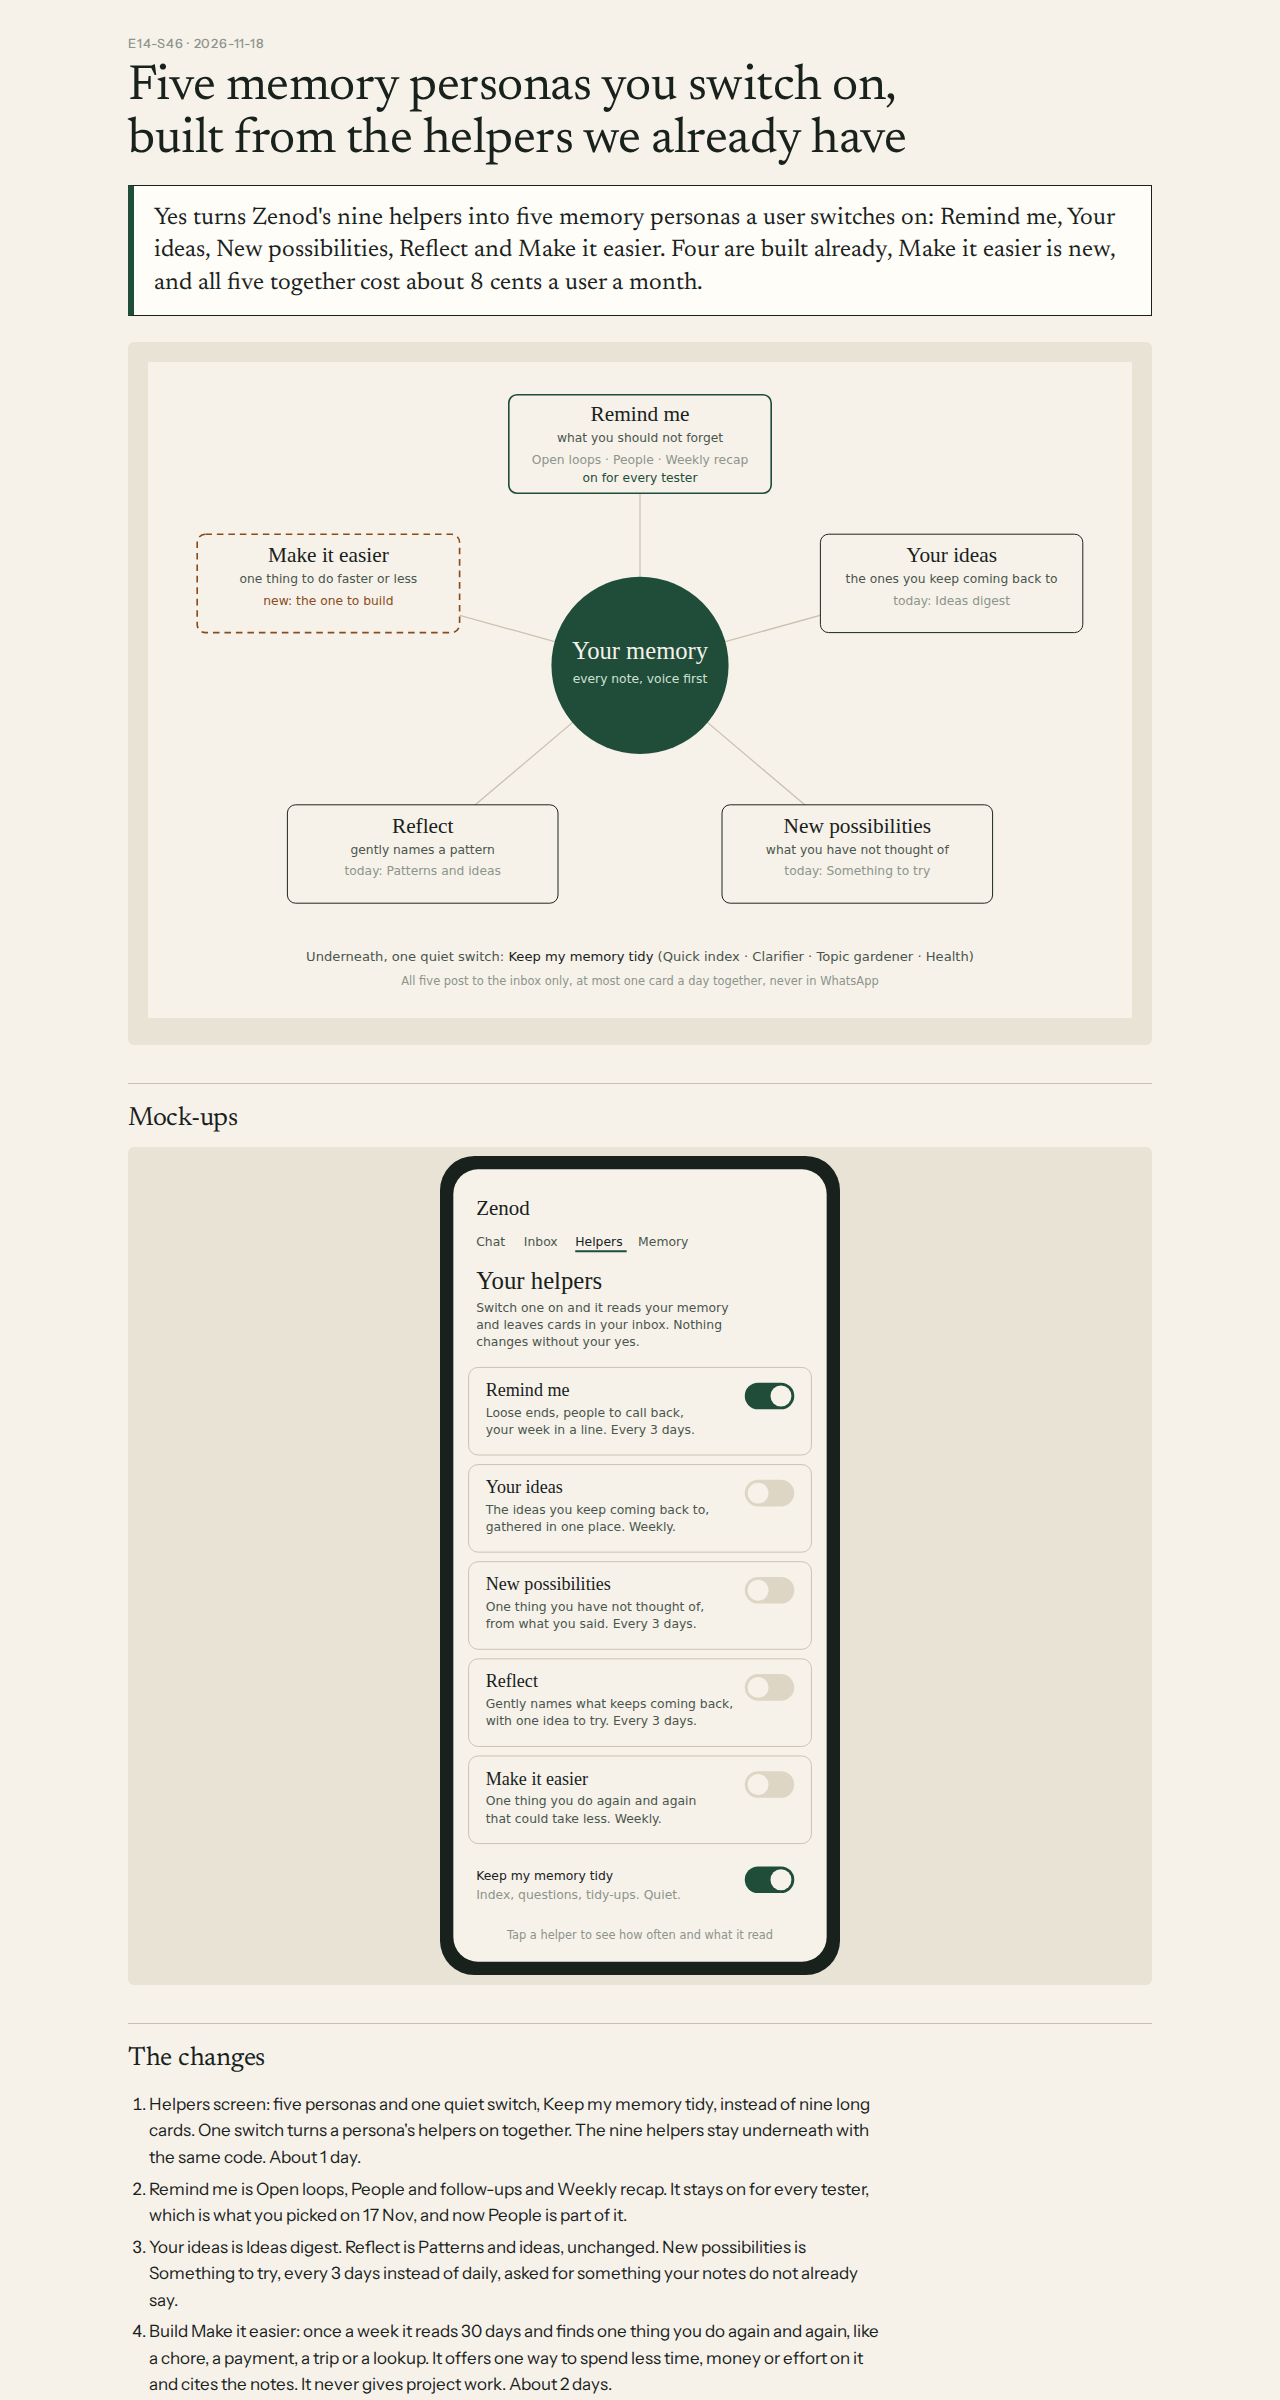 E14-S46 · 2026-11-18
Five memory personas you switch on,
built from the helpers we already have
Yes turns Zenod's nine helpers into five memory personas a user switches on: Remind me, Your
ideas, New possibilities, Reflect and Make it easier. Four are built already, Make it easier is new,
and all five together cost about 8 cents a user a month.
Remind me
what you should not forget
Open loops · People · Weekly recap
on for every tester
Make it easier
one thing to do faster or less
new: the one to build
Your ideas
the ones you keep coming back to
today: Ideas digest
Your memory
every note, voice first
Reflect
gently names a pattern
today: Patterns and ideas
New possibilities
what you have not thought of
today: Something to try
Underneath, one quiet switch: Keep my memory tidy (Quick index · Clarifier · Topic gardener · Health)
All five post to the inbox only, at most one card a day together, never in WhatsApp
Mock-ups
Zenod
Chat Inbox Helpers Memory
Your helpers
Switch one on and it reads your memory
and leaves cards in your inbox. Nothing
changes without your yes.
Remind me
Loose ends, people to call back,
your week in a line. Every 3 days.
Your ideas
The ideas you keep coming back to,
gathered in one place. Weekly.
New possibilities
One thing you have not thought of,
from what you said. Every 3 days.
Reflect
Gently names what keeps coming back,
with one idea to try. Every 3 days.
Make it easier
One thing you do again and again
that could take less. Weekly.
Keep my memory tidy
Index, questions, tidy-ups. Quiet.
Tap a helper to see how often and what it read
The changes
1. Helpers screen: five personas and one quiet switch, Keep my memory tidy, instead of nine long
cards. One switch turns a persona's helpers on together. The nine helpers stay underneath with
the same code. About 1 day.
2. Remind me is Open loops, People and follow-ups and Weekly recap. It stays on for every tester,
which is what you picked on 17 Nov, and now People is part of it.
3. Your ideas is Ideas digest. Reflect is Patterns and ideas, unchanged. New possibilities is
Something to try, every 3 days instead of daily, asked for something your notes do not already
say.
4. Build Make it easier: once a week it reads 30 days and finds one thing you do again and again, like
a chore, a payment, a trip or a lookup. It offers one way to spend less time, money or effort on it
and cites the notes. It never gives project work. About 2 days.